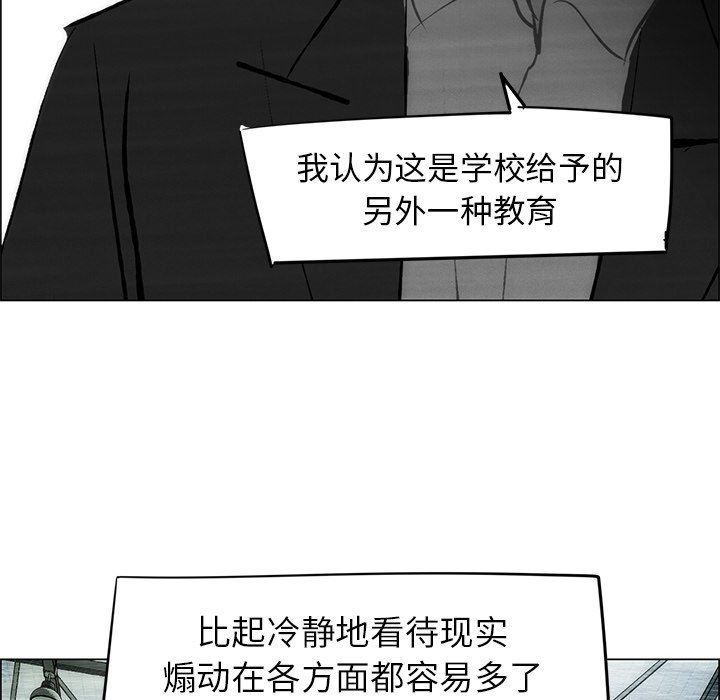 我认为这是学校给予的
另外一种教育
比起冷静地看待现实
煽动在各方面都容易多了